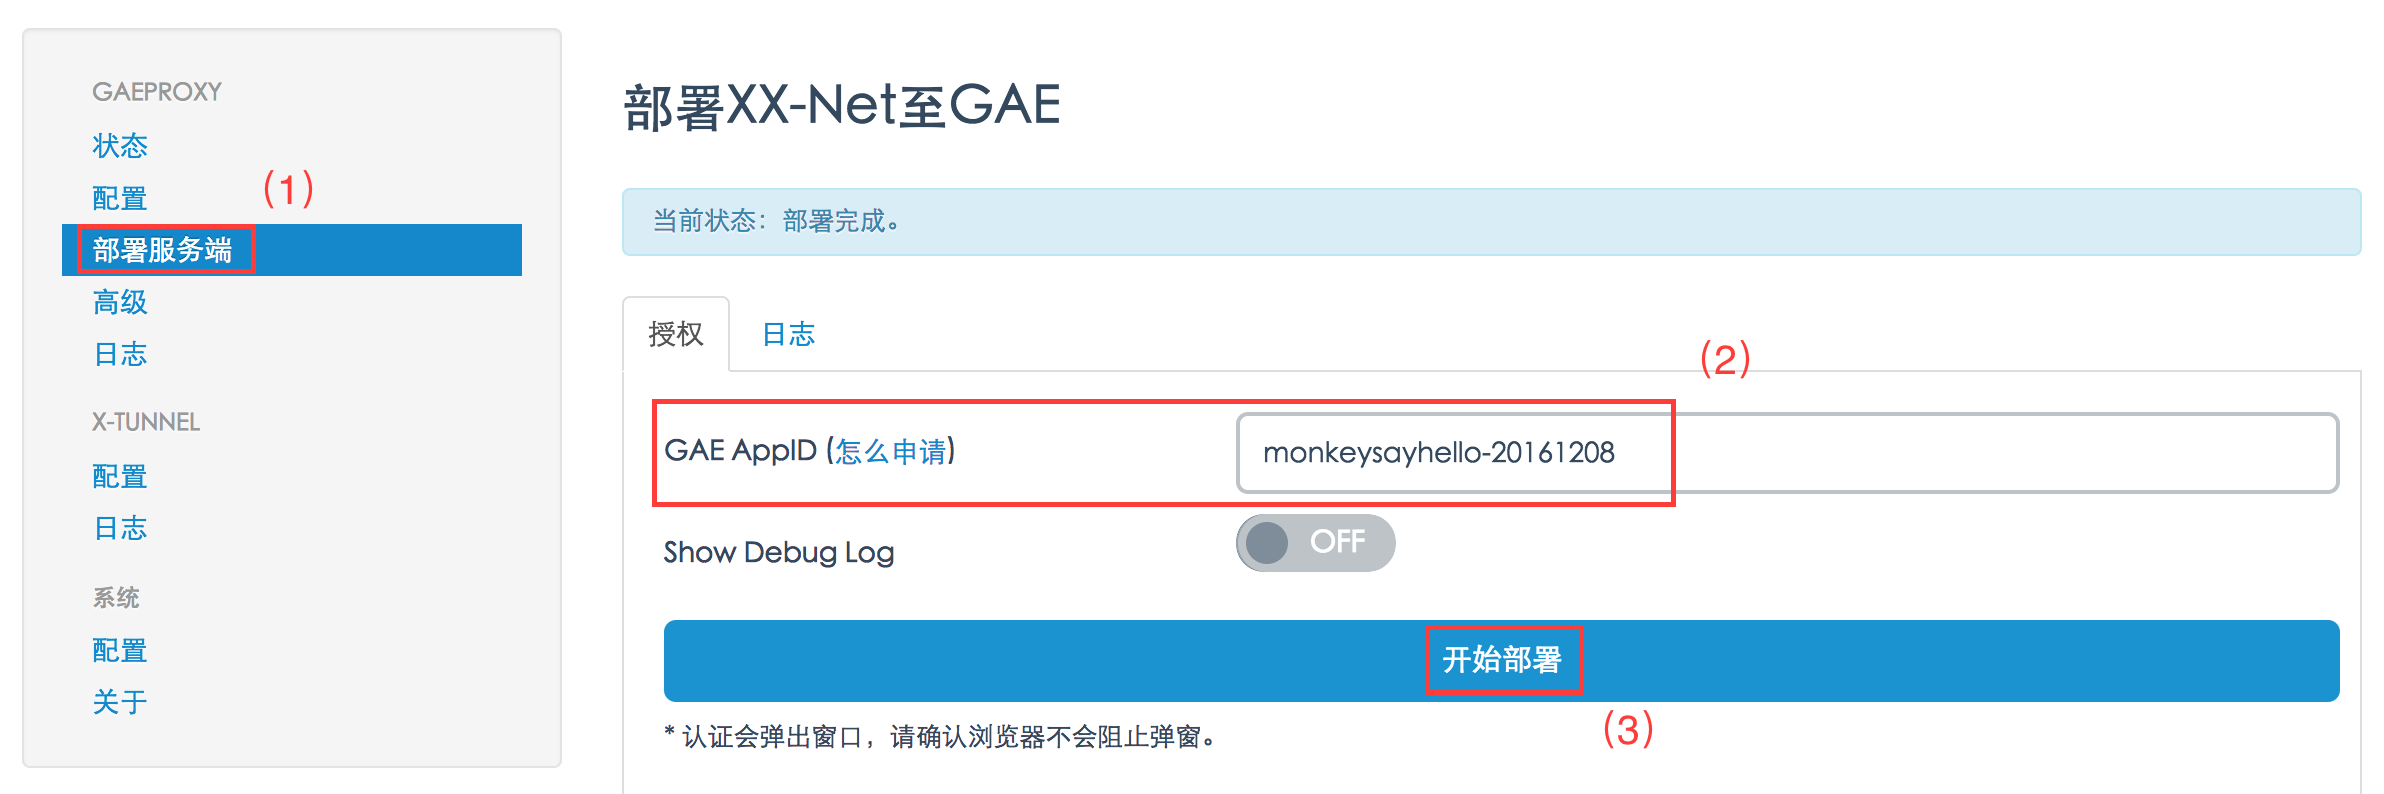 GAEPROXY
状态
配置
(1)
部署服务端
高级
日志
X-TUNNEL
配置
日志
系统
配置
关于
部署XX-Net至GAE
当前状态：部署完成。
授权 日志
(2)
GAE AppID (怎么申请) monkeysayhello-20161208
Show Debug Log OFF
开始部署
(3)
* 认证会弹出窗口，请确认浏览器不会阻止弹窗。